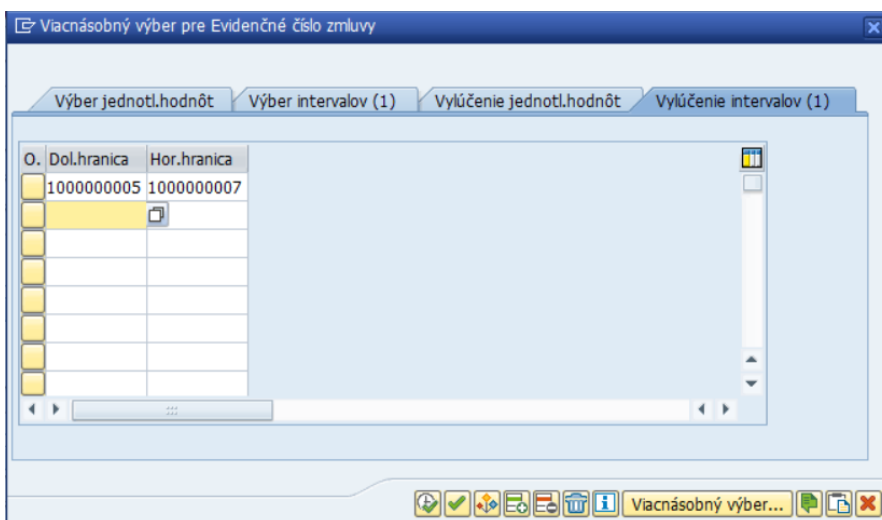 Viacnásobný výber pre Evidenčné číslo zmluvy
Výber jednotl.hodnôt Výber intervalov (1) Vylúčenie jednotl.hodnôt Vylúčenie intervalov (1)
O. Dol.hranica Hor.hranica
1000000005 1000000007
Viacnásobný výber...